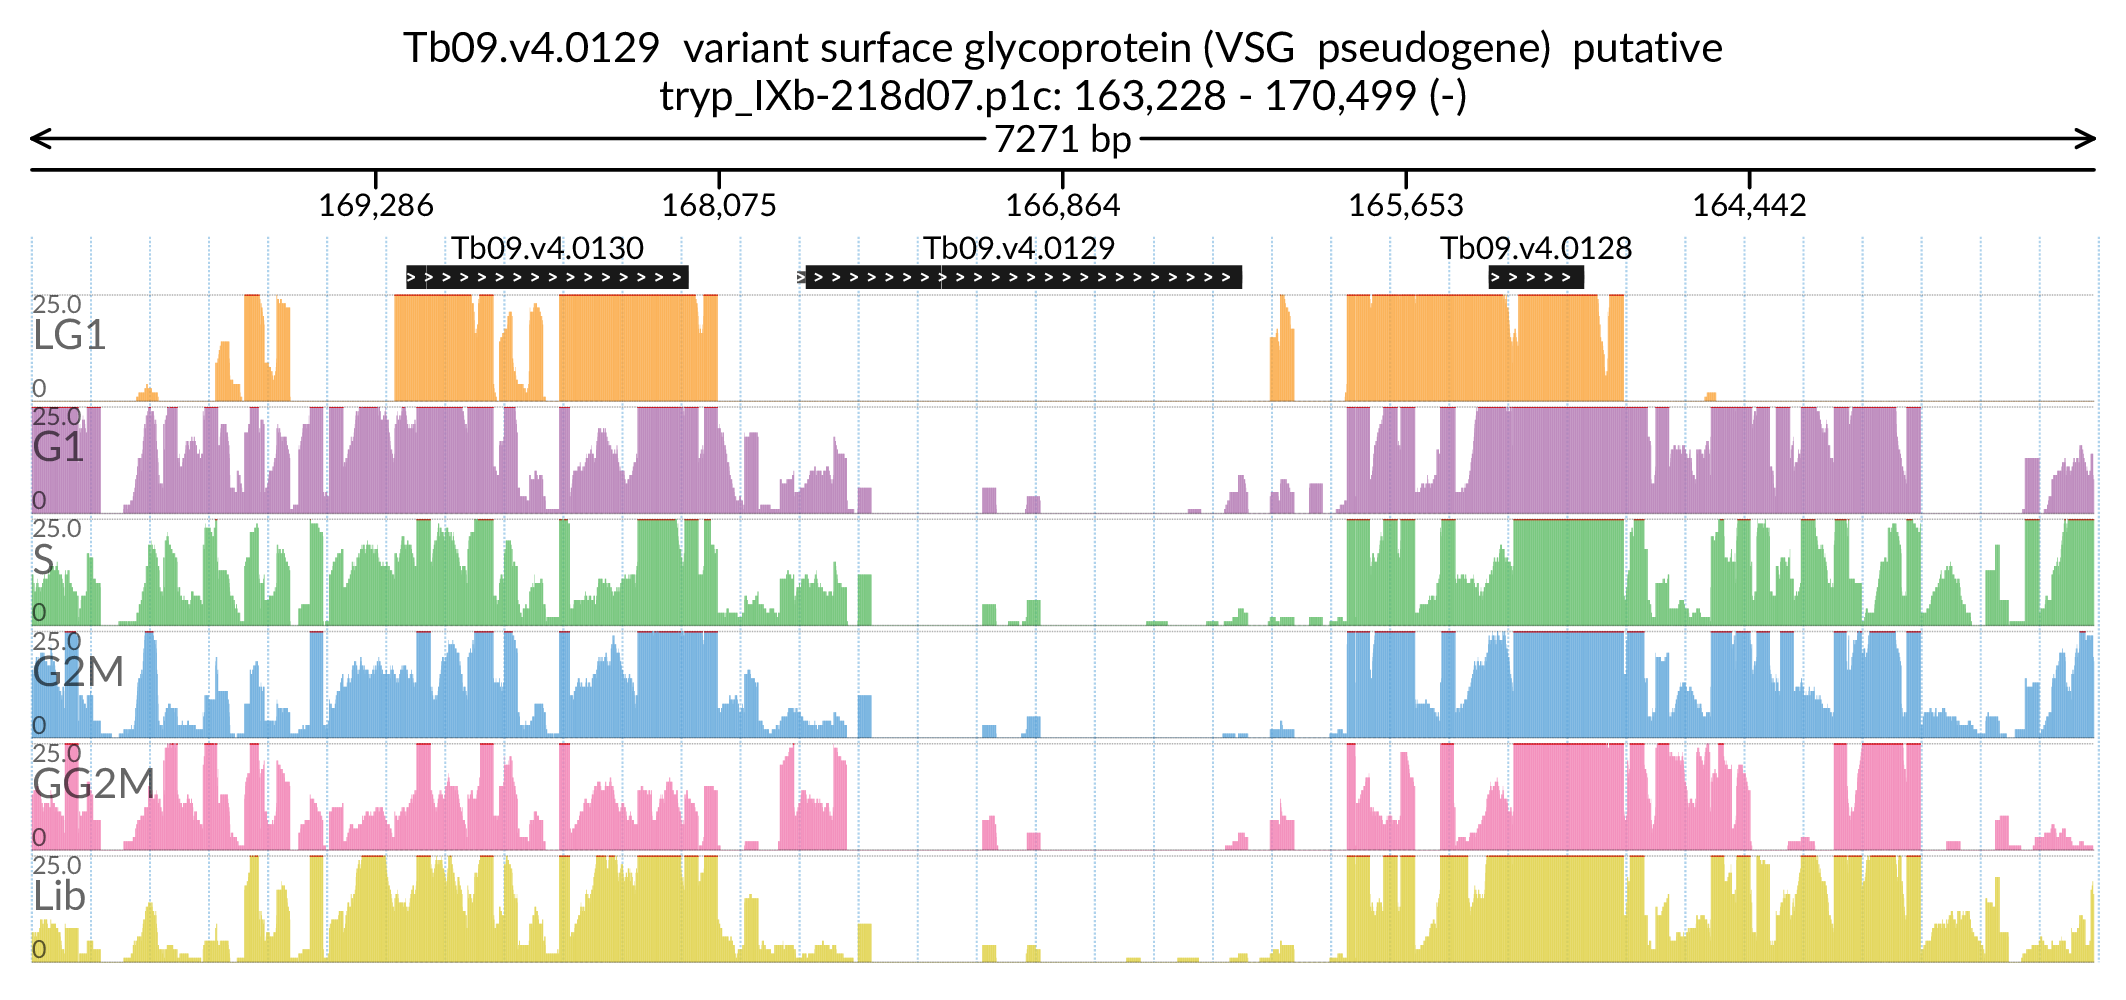 Tb09.v4.0129 variant surface glycoprotein (VSG pseudogene) putative
tryp_IXb-218d07.p1c: 163,228 - 170,499 (-)
7271 bp
169,286 168,075 166,864 165,653 164,442
Tb09.v4.0130 Tb09.v4.0129 Tb09.v4.0128
25.0
LG1
0
25.0
G1
0
25.0
S
0
25.0
G2M
0
25.0
GG2M
0
25.0
Lib
0